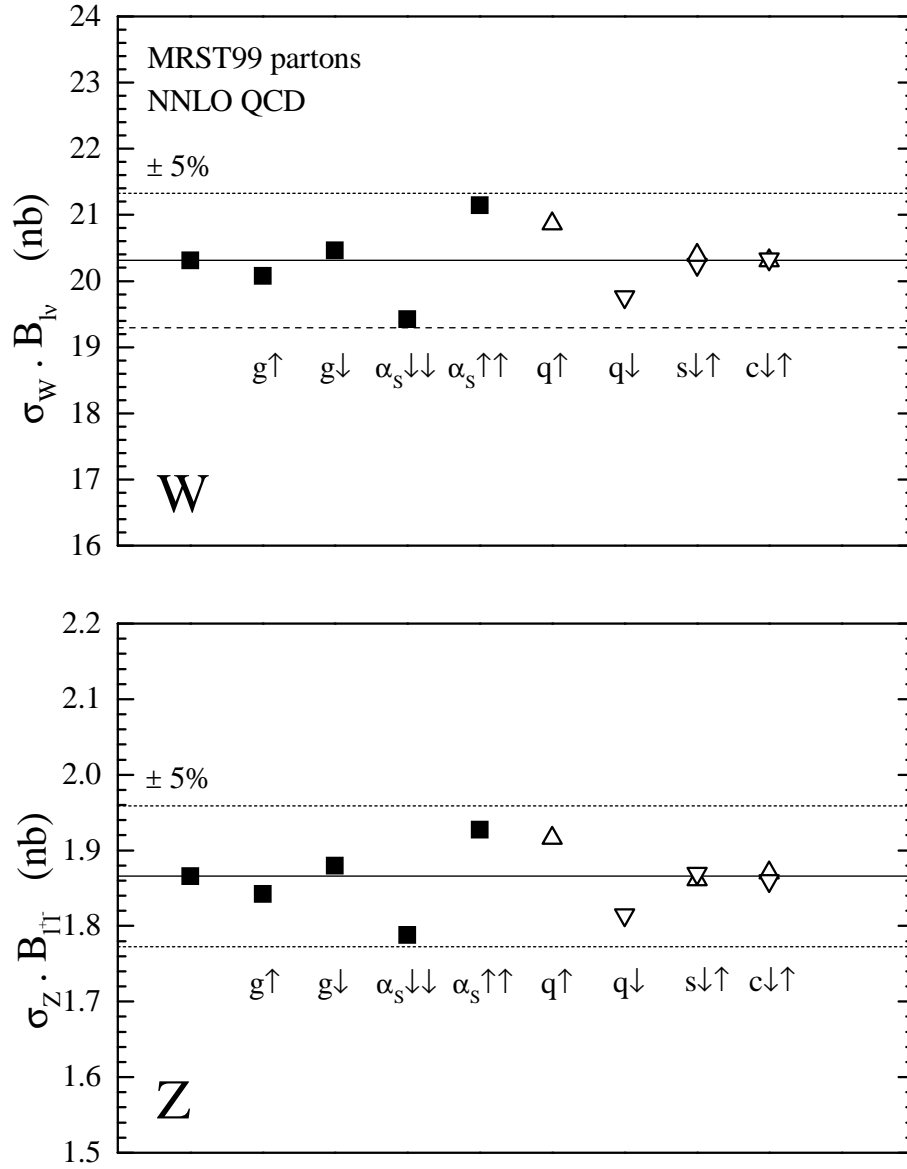 24
23
22
21
20
19
18
17
16
σ_W · B_lν (nb)
MRST99 partons
NNLO QCD
± 5%
g↑ g↓ α_S↓↓ α_S↑↑ q↑ q↓ s↓↑ c↓↑
W
2.2
2.1
2.0
1.9
1.8
1.7
1.6
1.5
σ_Z · B_l⁺l⁻ (nb)
± 5%
g↑ g↓ α_S↓↓ α_S↑↑ q↑ q↓ s↓↑ c↓↑
Z